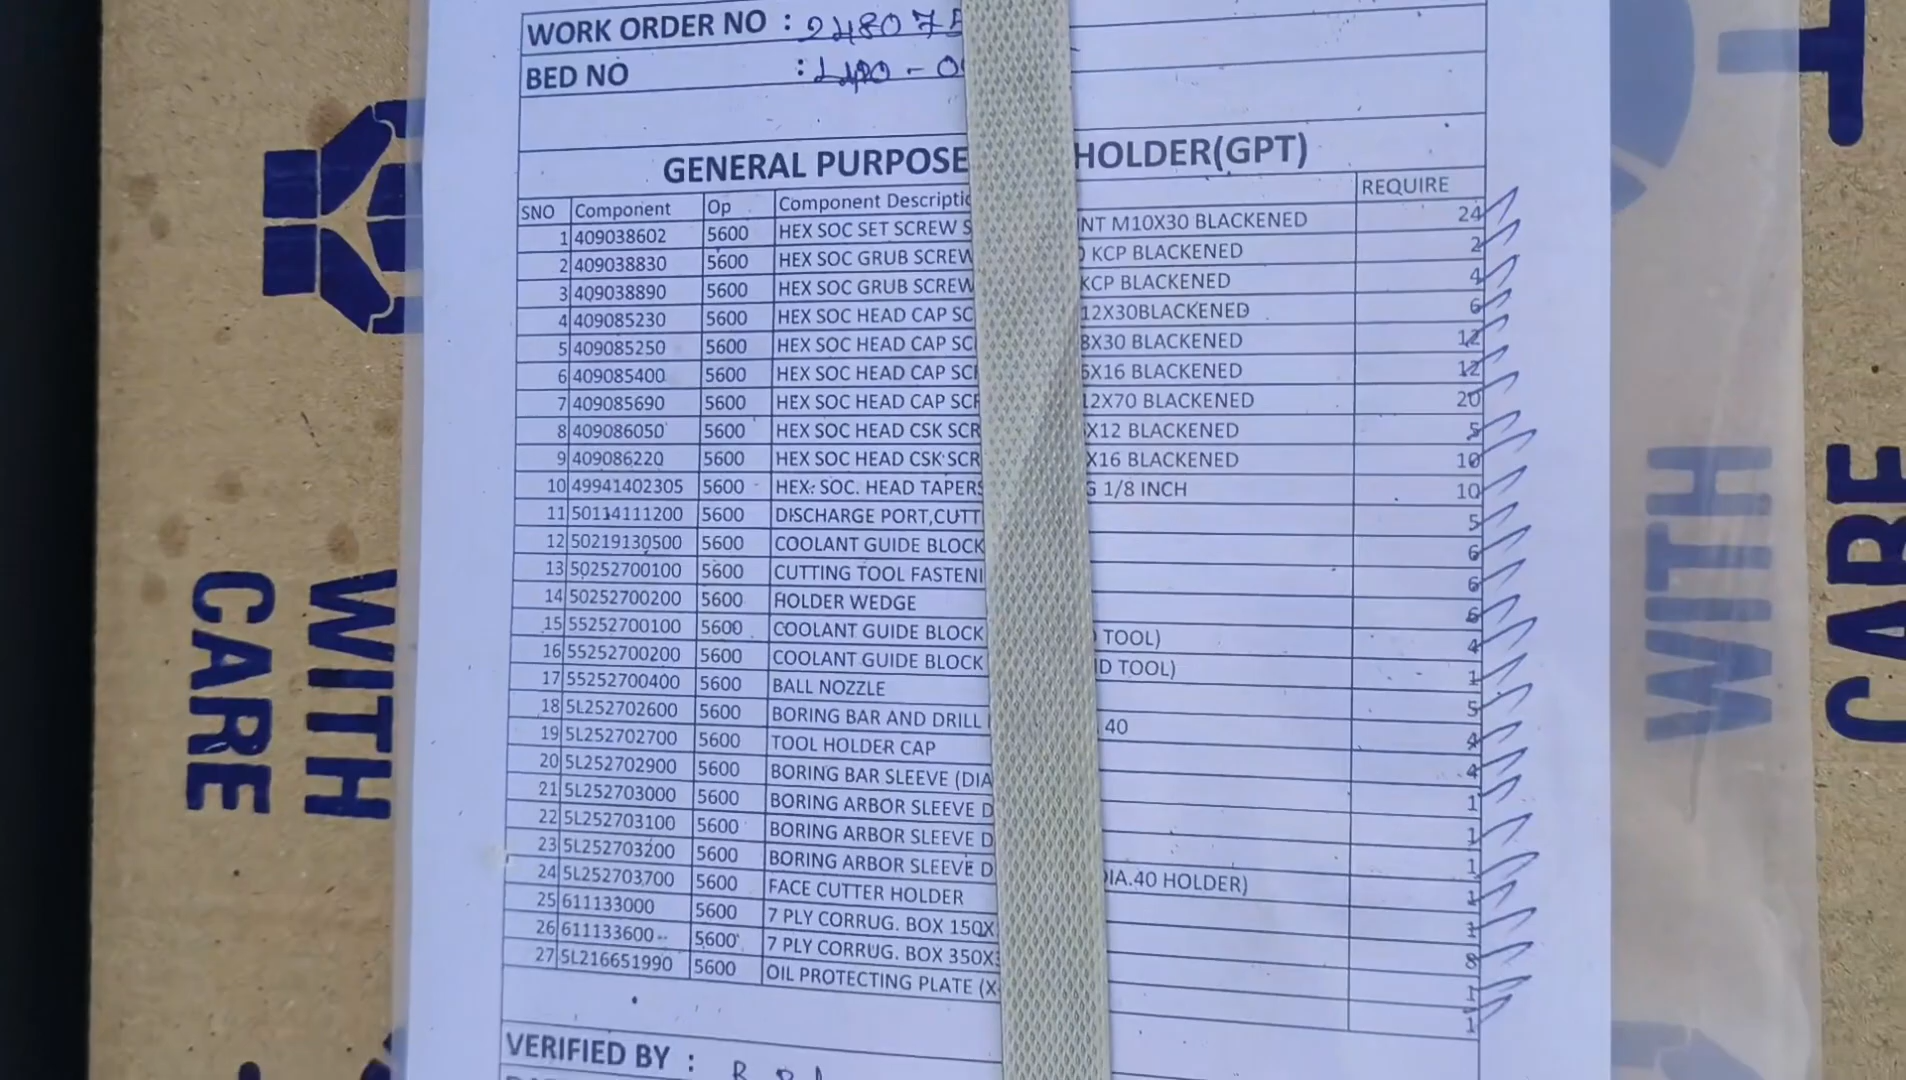 WORK ORDER NO : 24807
BED NO :
GENERAL PURPOSE HOLDER(GPT)
SNO Component Op Component Descriptio REQUIRE
1 409038602 5600 HEX SOC SET SCREW S NT M10X30 BLACKENED 24
2 409038830 5600 HEX SOC GRUB SCREW KCP BLACKENED 2
3 409038890 5600 HEX SOC GRUB SCREW KCP BLACKENED 4
4 409085230 5600 HEX SOC HEAD CAP SC 12X30BLACKENED 6
5 409085250 5600 HEX SOC HEAD CAP SC 8X30 BLACKENED 12
6 409085400 5600 HEX SOC HEAD CAP SC X16 BLACKENED 12
7 409085690 5600 HEX SOC HEAD CAP SCR 12X70 BLACKENED 20
8 409086050 5600 HEX SOC HEAD CSK SCR X12 BLACKENED 5
9 409086220 5600 HEX SOC HEAD CSK SCR X16 BLACKENED 10
10 49941402305 5600 HEX. SOC. HEAD TAPER G 1/8 INCH 10
11 50114111200 5600 DISCHARGE PORT,CUTT 5
12 50219130500 5600 COOLANT GUIDE BLOCK 6
13 50252700100 5600 CUTTING TOOL FASTENI 6
14 50252700200 5600 HOLDER WEDGE 6
15 55252700100 5600 COOLANT GUIDE BLOCK TOOL) 4
16 55252700200 5600 COOLANT GUIDE BLOCK ID TOOL) 1
17 55252700400 5600 BALL NOZZLE 5
18 5L252702600 5600 BORING BAR AND DRILL 40 4
19 5L252702700 5600 TOOL HOLDER CAP 4
20 5L252702900 5600 BORING BAR SLEEVE (DIA 1
21 5L252703000 5600 BORING ARBOR SLEEVE D 1
22 5L252703100 5600 BORING ARBOR SLEEVE D 1
23 5L252703200 5600 BORING ARBOR SLEEVE D IA.40 HOLDER) 1
24 5L252703700 5600 FACE CUTTER HOLDER 1
25 611133000 5600 7 PLY CORRUG. BOX 150X 8
26 611133600 5600 7 PLY CORRUG. BOX 350X 1
27 5L216651990 5600 OIL PROTECTING PLATE (X 1
VERIFIED BY :
WITH
CARE
WITH
CARE